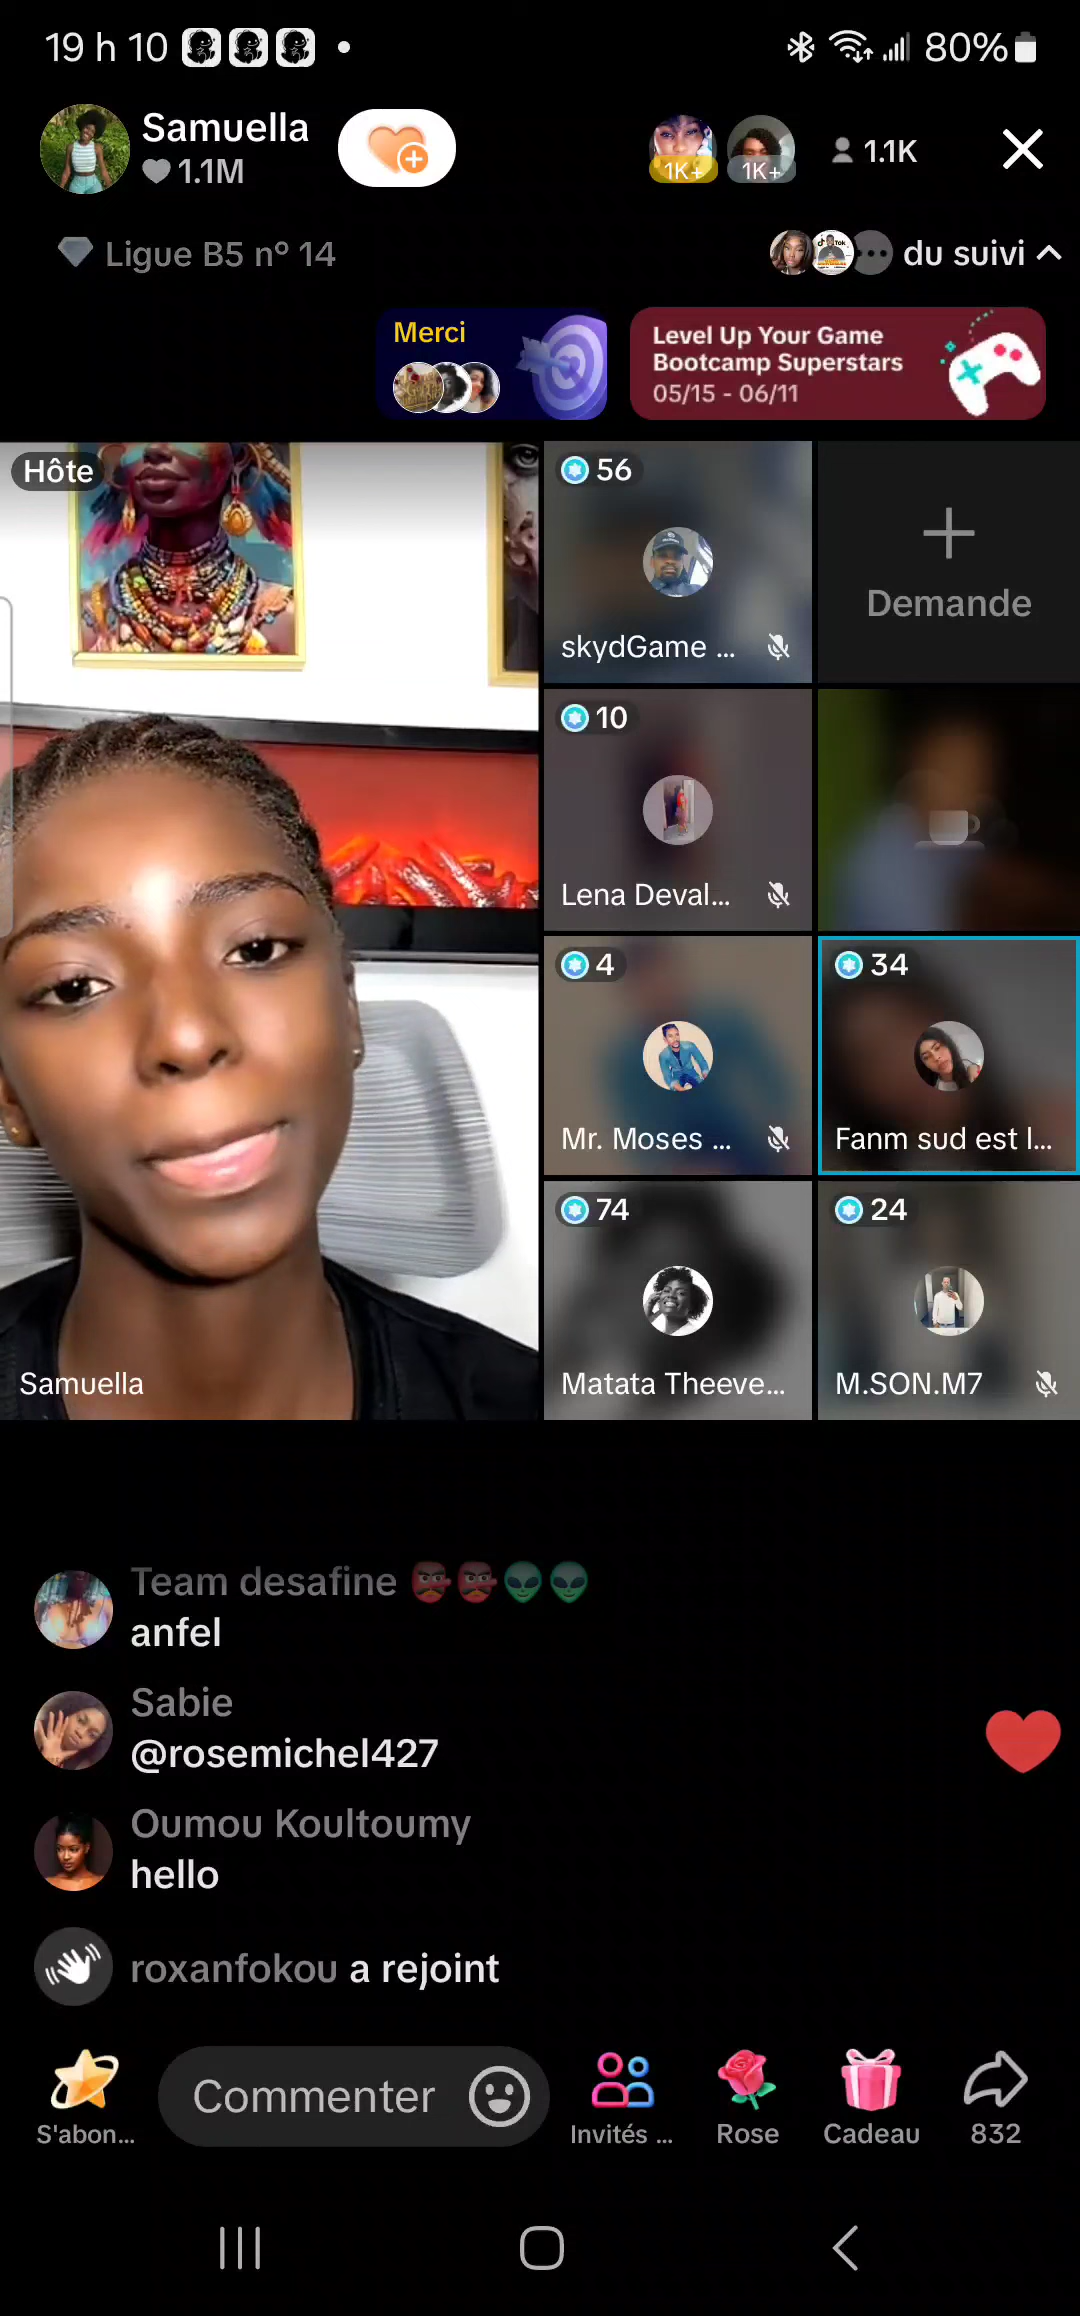 19 h 10
80%
Samuella
1.1M
1K+
1K+
1.1K
Ligue B5 nº 14
du suivi
Merci
Level Up Your Game
Bootcamp Superstars
05/15 - 06/11
Hôte
56
skydGame ...
Demande
10
Lena Deval...
4
Mr. Moses ...
34
Fanm sud est l...
Samuella
74
Matata Theeve...
24
M.SON.M7
Team desafine 👺👺👽👽
anfel
Sabie
@rosemichel427
Oumou Koultoumy
hello
roxanfokou a rejoint
S'abon...
Commenter
Invités ...
Rose
Cadeau
832